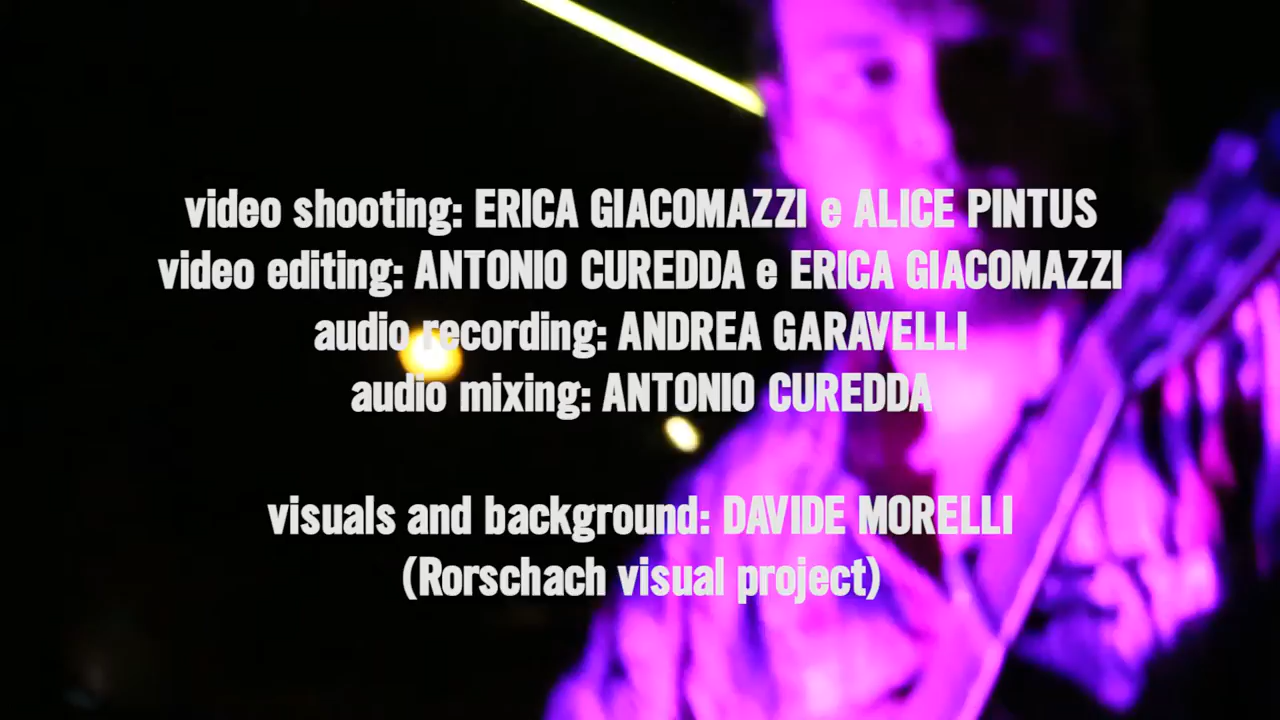 video shooting: ERICA GIACOMAZZI e ALICE PINTUS
video editing: ANTONIO CUREDDA e ERICA GIACOMAZZI
audio recording: ANDREA GARAVELLI
audio mixing: ANTONIO CUREDDA
visuals and background: DAVIDE MORELLI
(Rorschach visual project)